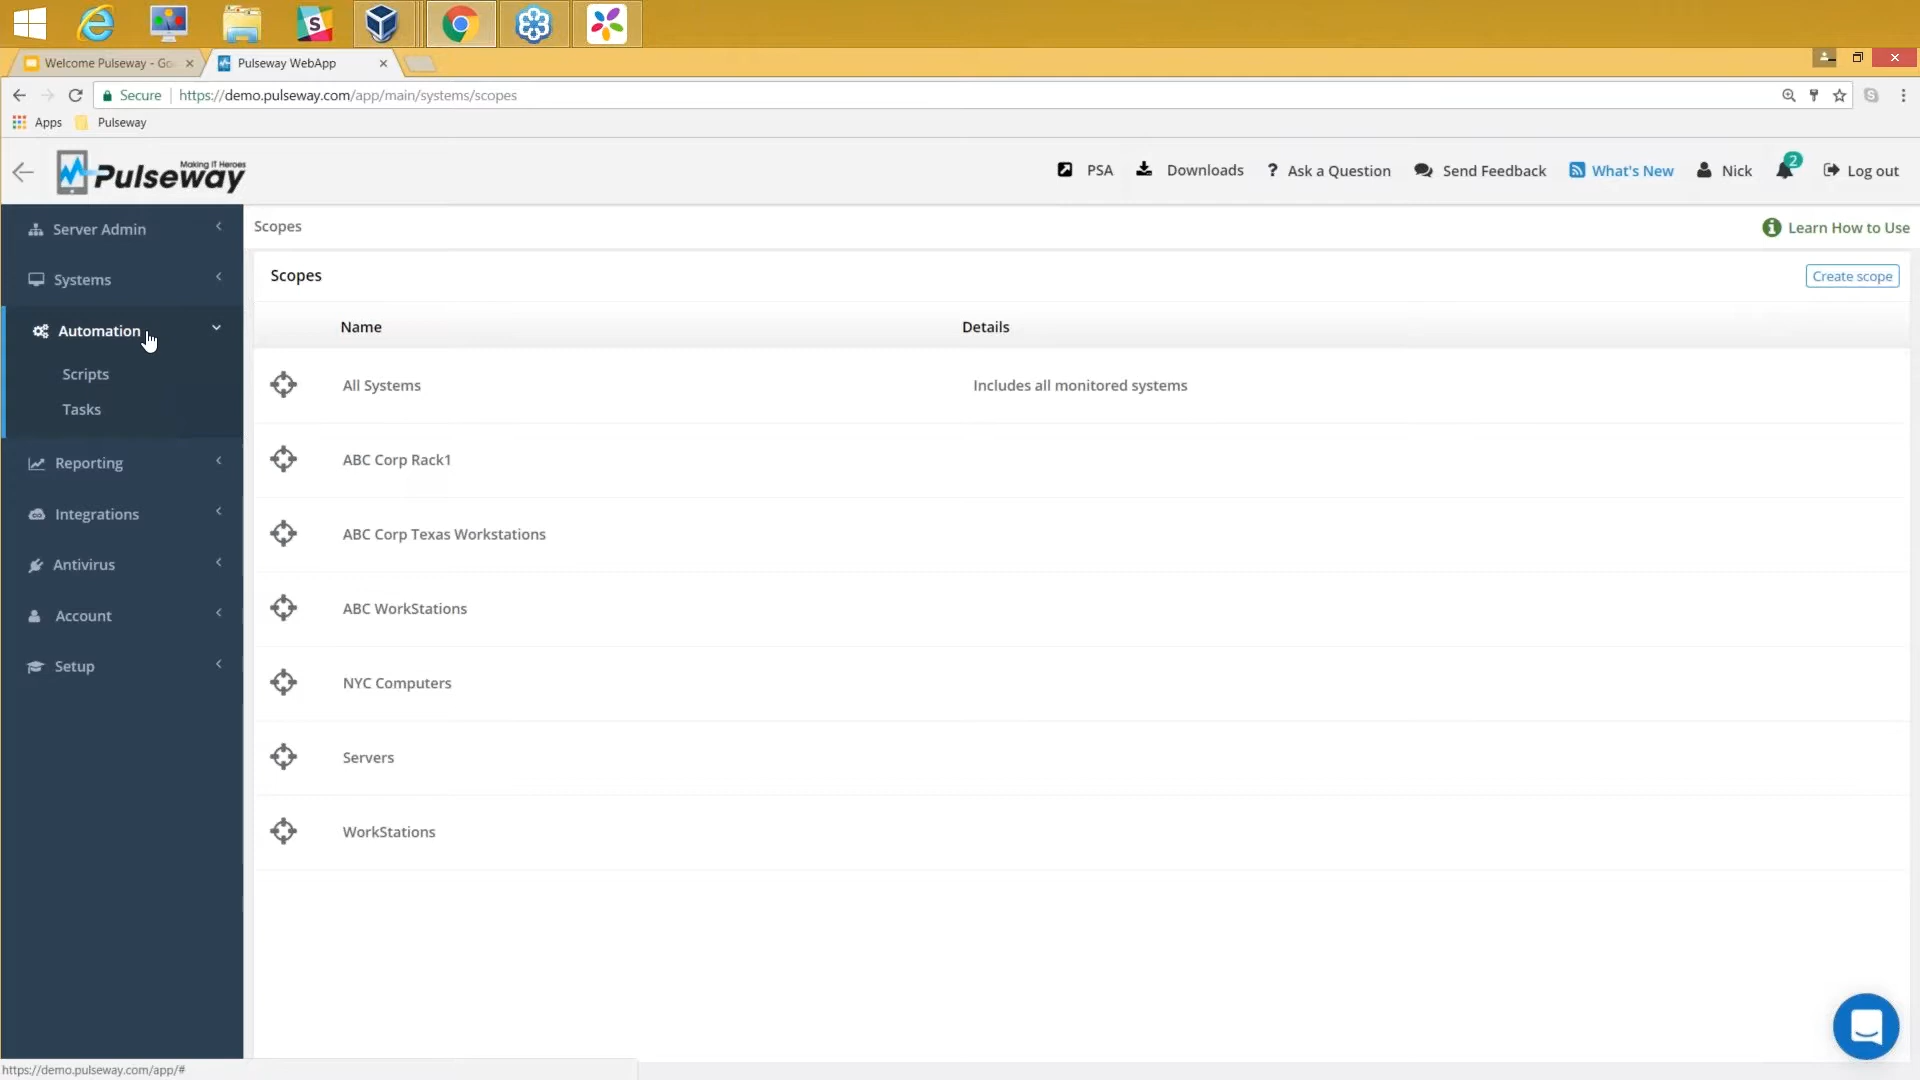 S
Welcome Pulseway - Go
Pulseway WebApp
Secure | https://demo.pulseway.com/app/main/systems/scopes
Apps Pulseway
Making IT Heroes
Pulseway
PSA Downloads ? Ask a Question Send Feedback What's New Nick 2 Log out
Server Admin
Systems
Automation
Scripts
Tasks
Reporting
Integrations
Antivirus
Account
Setup
Scopes
Learn How to Use
Scopes
Create scope
Name Details
All Systems Includes all monitored systems
ABC Corp Rack1
ABC Corp Texas Workstations
ABC WorkStations
NYC Computers
Servers
WorkStations
https://demo.pulseway.com/app/#